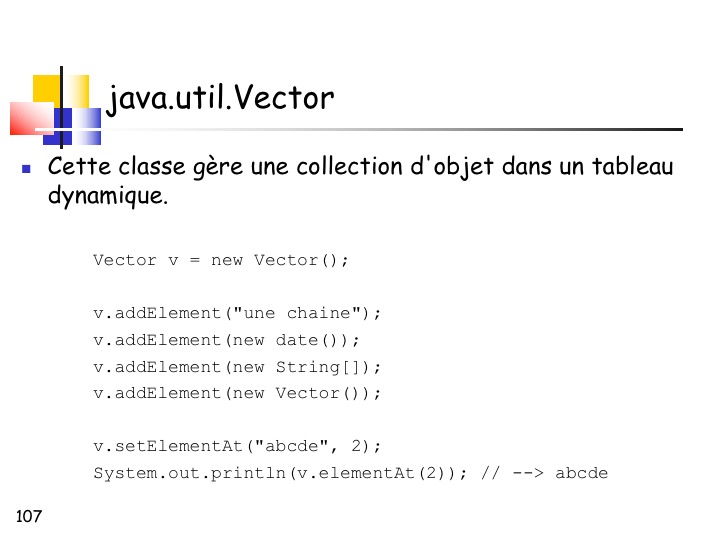 java.util.Vector
Cette classe gère une collection d'objet dans un tableau
dynamique.
Vector v = new Vector();
v.addElement("une chaine");
v.addElement(new date());
v.addElement(new String[]);
v.addElement(new Vector());
v.setElementAt("abcde", 2);
System.out.println(v.elementAt(2)); // --> abcde
107